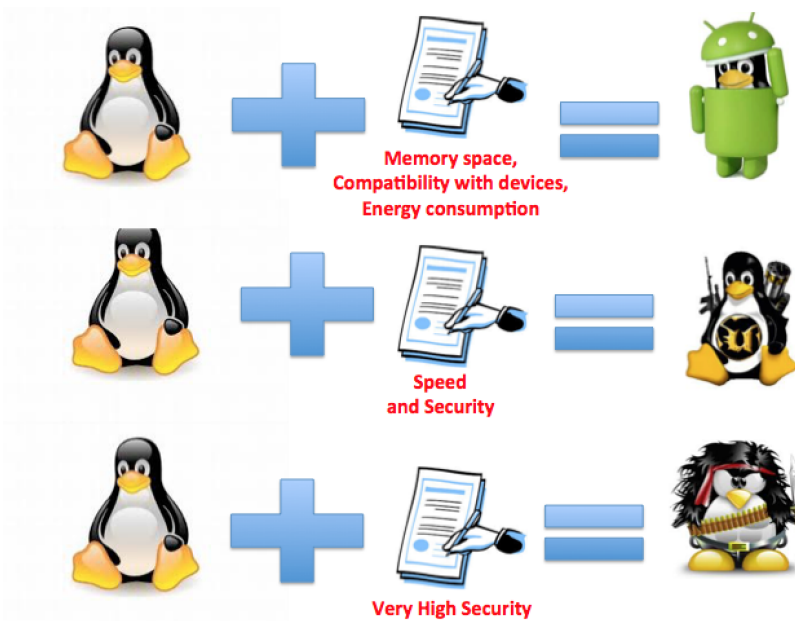 Memory space,
Compatibility with devices,
Energy consumption
Speed
and Security
Very High Security